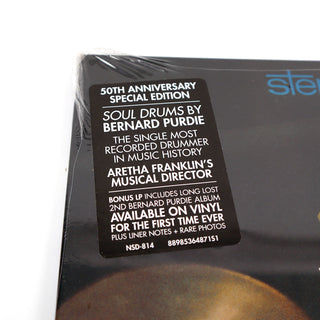 50TH ANNIVERSARY
SPECIAL EDITION
SOUL DRUMS BY
BERNARD PURDIE
THE SINGLE MOST
RECORDED DRUMMER
IN MUSIC HISTORY
ARETHA FRANKLIN'S
MUSICAL DIRECTOR
BONUS LP INCLUDES LONG LOST
2ND BERNARD PURDIE ALBUM
AVAILABLE ON VINYL
FOR THE FIRST TIME EVER
PLUS LINER NOTES + RARE PHOTOS
NSD-814 8898536487151
ster